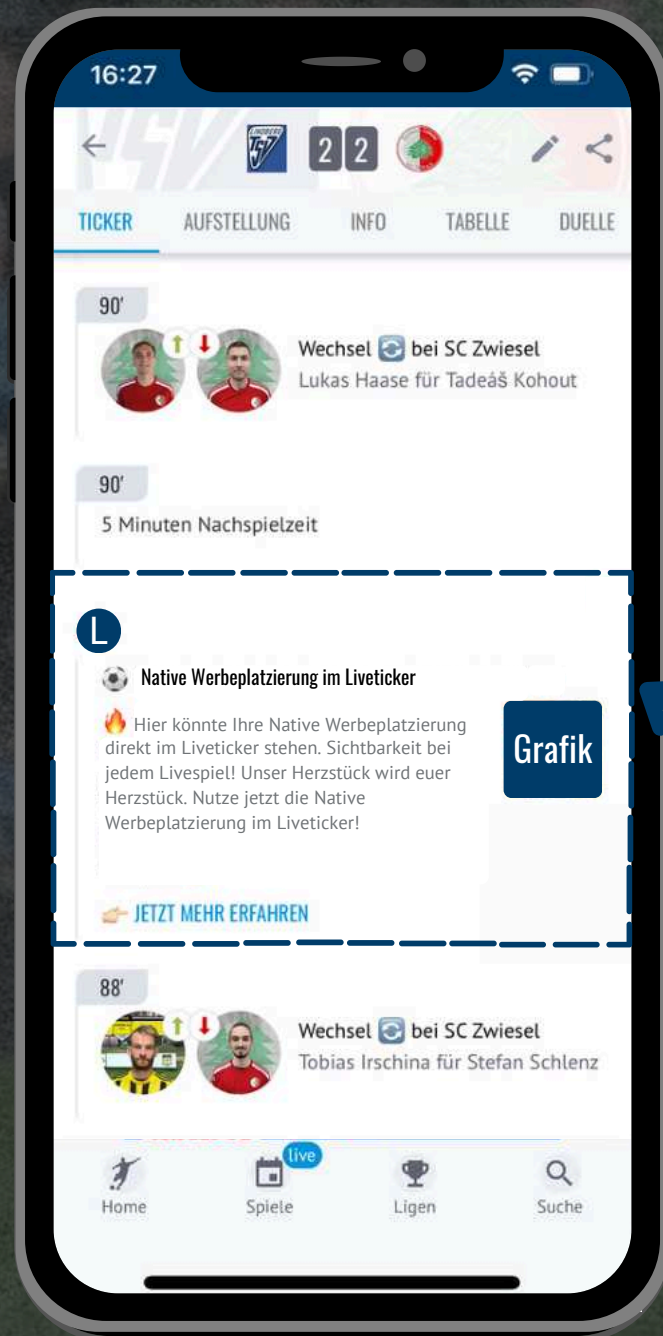 16:27
LINDBERG
2 2
TICKER AUFSTELLUNG INFO TABELLE DUELLE
90'
Wechsel bei SC Zwiesel
Lukas Haase für Tadeáš Kohout
90'
5 Minuten Nachspielzeit
L
Native Werbeplatzierung im Liveticker
Hier könnte Ihre Native Werbeplatzierung
direkt im Liveticker stehen. Sichtbarkeit bei
jedem Livespiel! Unser Herzstück wird euer
Herzstück. Nutze jetzt die Native
Werbeplatzierung im Liveticker!
Grafik
JETZT MEHR ERFAHREN
88'
Wechsel bei SC Zwiesel
Tobias Irschina für Stefan Schlenz
live
Home Spiele Ligen Suche